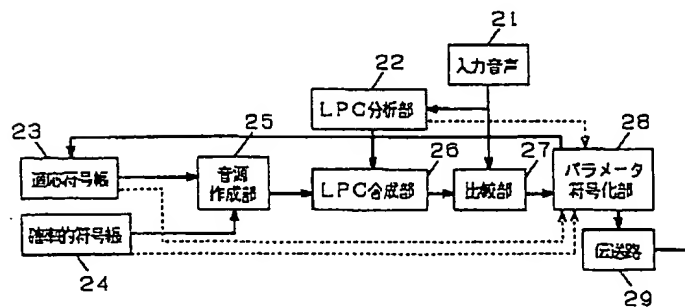 21
入力音声
22
LPC分析部
23
適応符号帳
25
音源
作成部
26
LPC合成部
27
比較部
28
パラメータ
符号化部
確率的符号帳
24
伝送路
29